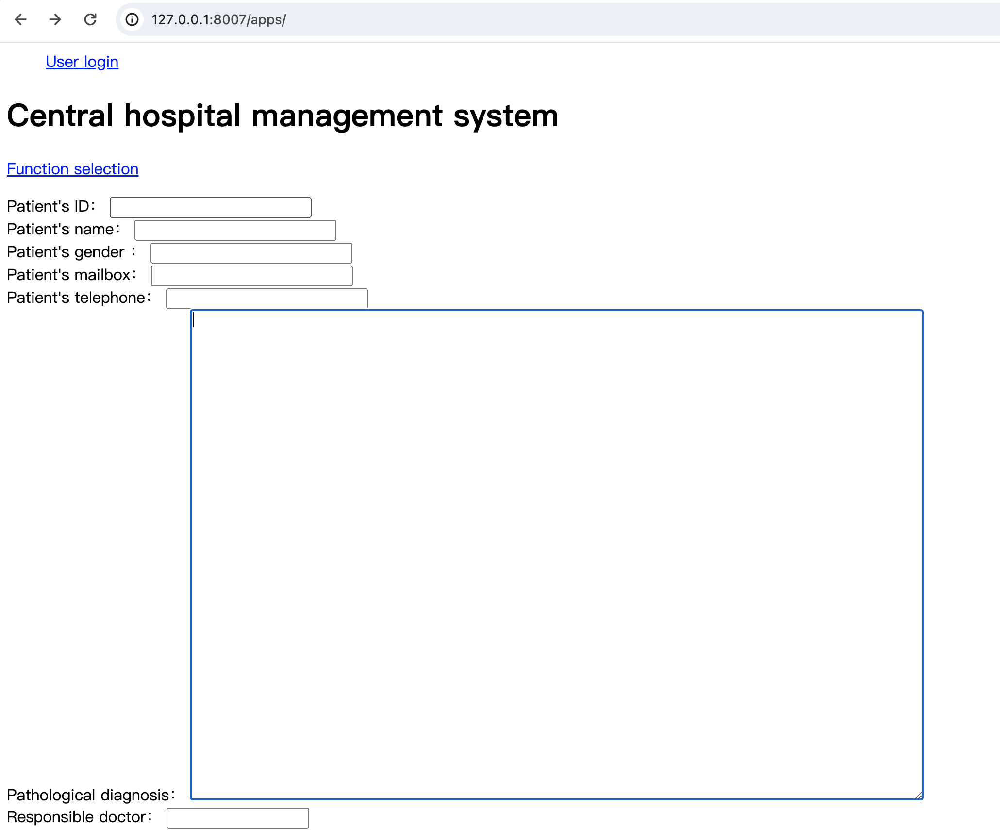 127.0.0.1:8007/apps/
User login
Central hospital management system
Function selection
Patient's ID：
Patient's name：
Patient's gender ：
Patient's mailbox：
Patient's telephone：
Pathological diagnosis：
Responsible doctor：